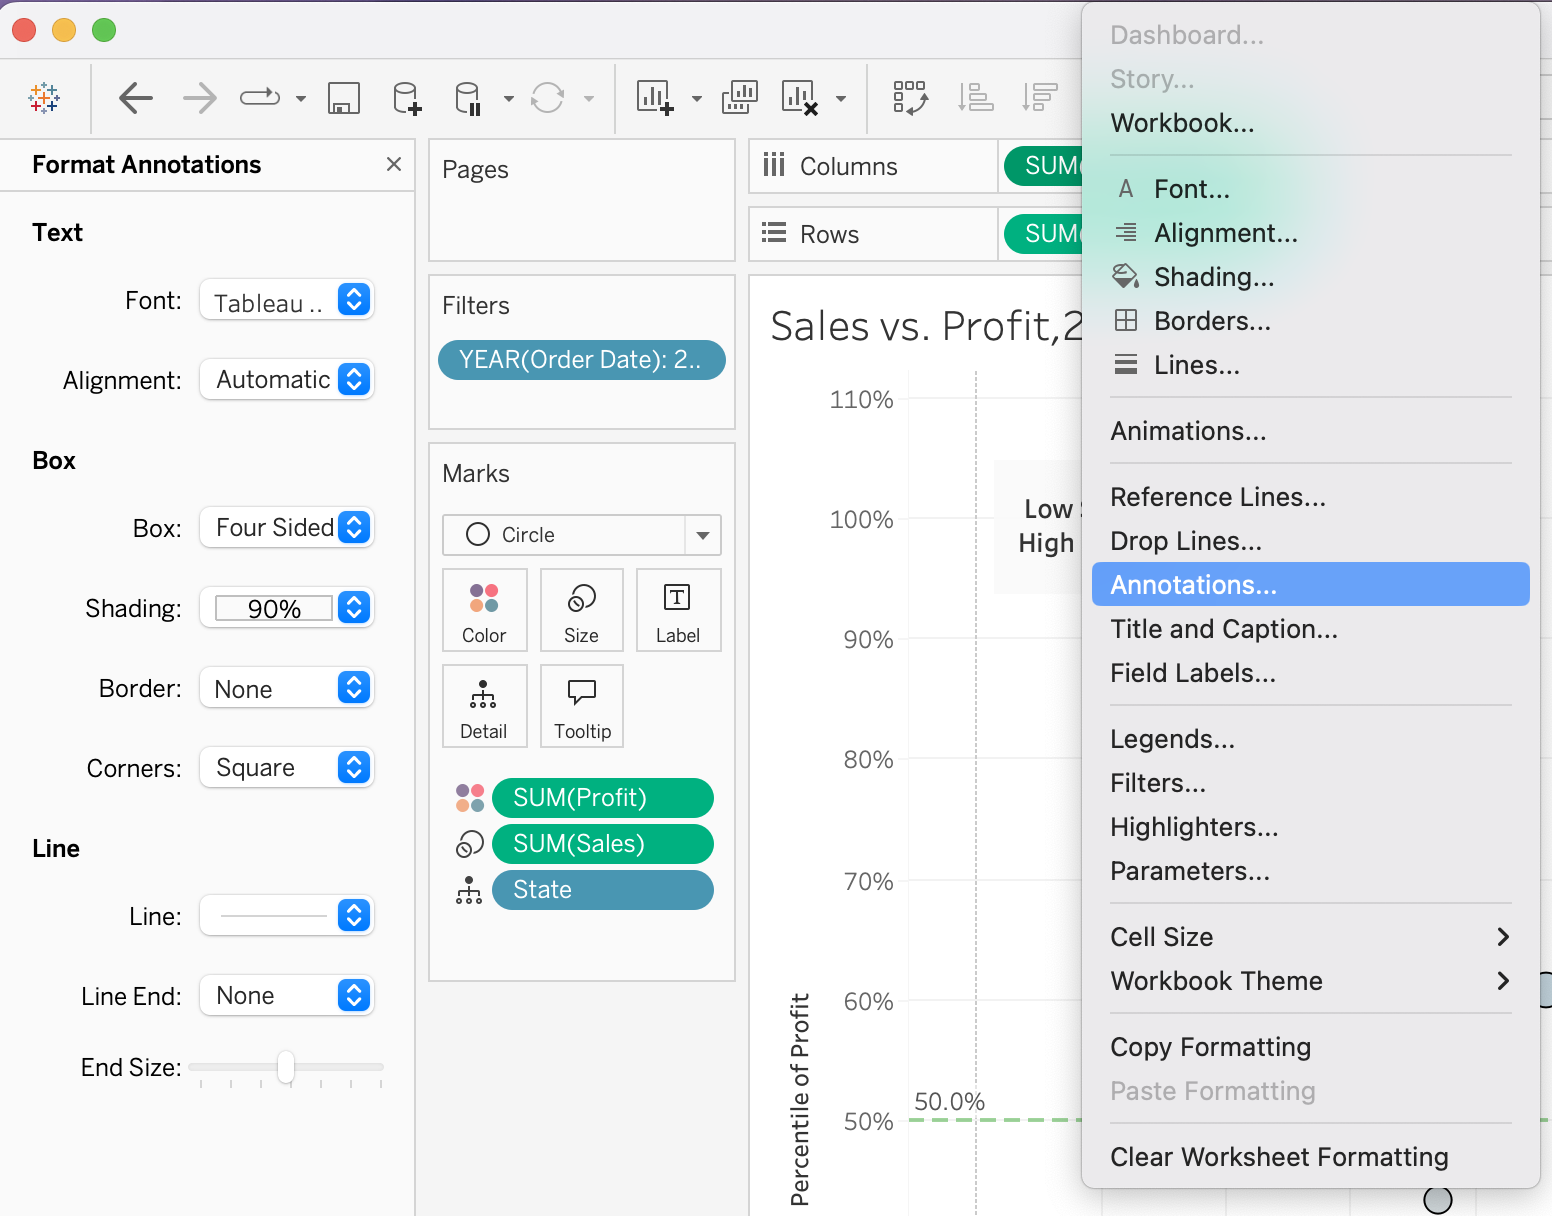 Format Annotations
Text
Font: Tableau ..
Alignment: Automatic
Box
Box: Four Sided
Shading: 90%
Border: None
Corners: Square
Line
Line:
Line End: None
End Size:
Pages
Filters
YEAR(Order Date): 2..
Marks
Circle
Color
Size
Label
Detail
Tooltip
SUM(Profit)
SUM(Sales)
State
Columns
SUM(
Rows
SUM(
Sales vs. Profit,2
110%
100%
90%
80%
70%
60%
50%
50.0%
Percentile of Profit
Low
High
Dashboard...
Story...
Workbook...
A Font...
Alignment...
Shading...
Borders...
Lines...
Animations...
Reference Lines...
Drop Lines...
Annotations...
Title and Caption...
Field Labels...
Legends...
Filters...
Highlighters...
Parameters...
Cell Size
Workbook Theme
Copy Formatting
Paste Formatting
Clear Worksheet Formatting